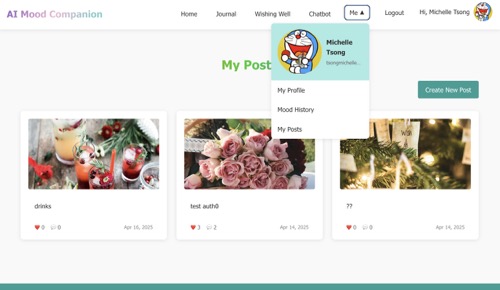 AI Mood Companion
Home
Journal
Wishing Well
Chatbot
Me ▲
Logout
Hi, Michelle Tsong
Michelle
Tsong
tsongmichelle...
My Profile
Mood History
My Posts
My Post
Create New Post
drinks
0
0
Apr 16, 2025
test auth0
3
2
Apr 14, 2025
??
0
0
Apr 14, 2025